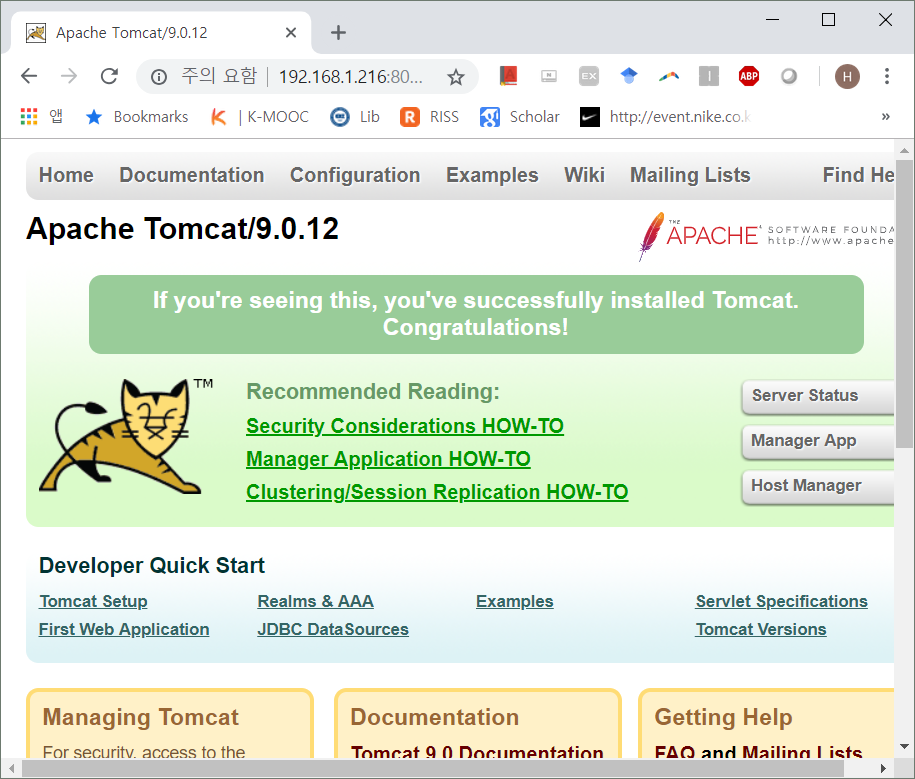 Apache Tomcat/9.0.12
주의 요함 192.168.1.216:80...
EX ABP H
앱 Bookmarks | K-MOOC Lib RISS Scholar http://event.nike.co.k »
Home Documentation Configuration Examples Wiki Mailing Lists Find He
Apache Tomcat/9.0.12
THE APACHE SOFTWARE FOUNDA
http://www.apache
If you're seeing this, you've successfully installed Tomcat.
Congratulations!
TM
Recommended Reading:
Security Considerations HOW-TO
Manager Application HOW-TO
Clustering/Session Replication HOW-TO
Server Status
Manager App
Host Manager
Developer Quick Start
Tomcat Setup Realms & AAA Examples Servlet Specifications
First Web Application JDBC DataSources Tomcat Versions
Managing Tomcat Documentation Getting Help
For security, access to the Tomcat 9.0 Documentation FAQ and Mailing Lists